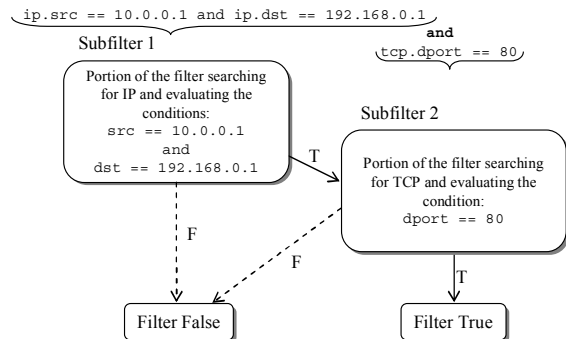 ip.src == 10.0.0.1 and ip.dst == 192.168.0.1
and
tcp.dport == 80
Subfilter 1
Portion of the filter searching
for IP and evaluating the
conditions:
src == 10.0.0.1
and
dst == 192.168.0.1
Subfilter 2
Portion of the filter searching
for TCP and evaluating the
condition:
dport == 80
T
F
F
T
Filter False
Filter True